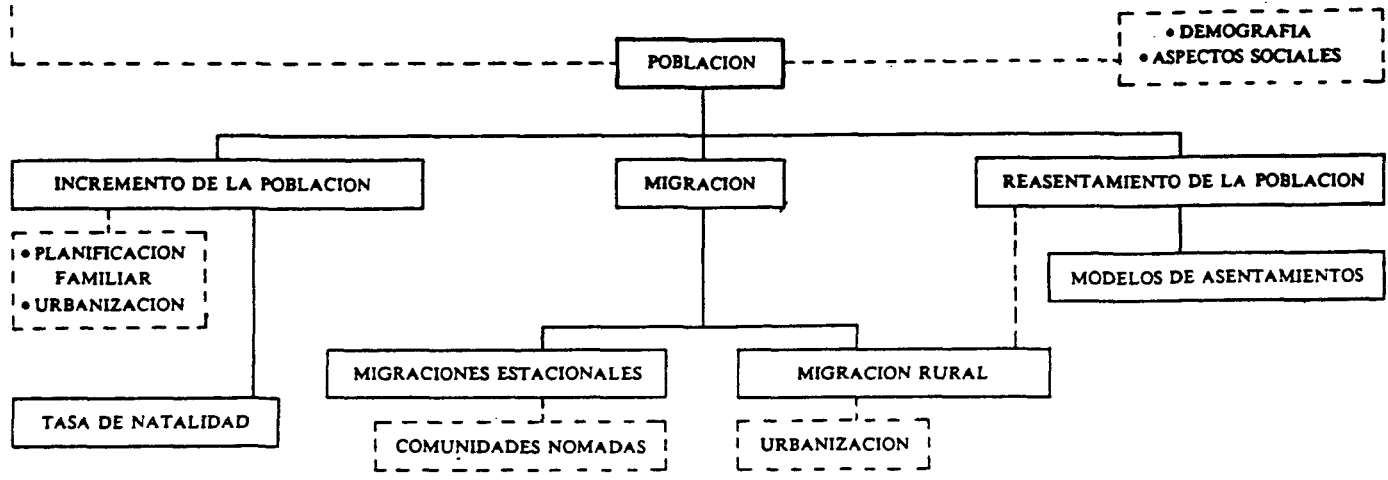 • DEMOGRAFIA
• ASPECTOS SOCIALES
POBLACION
INCREMENTO DE LA POBLACION
MIGRACION
REASENTAMIENTO DE LA POBLACION
• PLANIFICACION
FAMILIAR
• URBANIZACION
MODELOS DE ASENTAMIENTOS
MIGRACIONES ESTACIONALES
MIGRACION RURAL
TASA DE NATALIDAD
COMUNIDADES NOMADAS
URBANIZACION